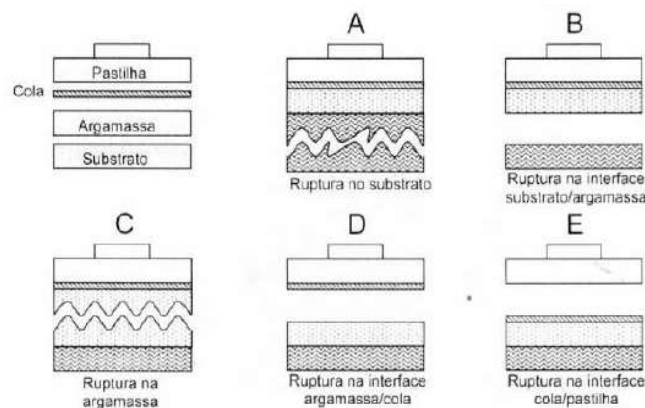 A
B
Pastilha
Cola
Argamassa
Substrato
Ruptura no substrato
Ruptura na interface
substrato/argamassa
C
D
E
Ruptura na
argamassa
Ruptura na interface
argamassa/cola
Ruptura na interface
cola/pastilha